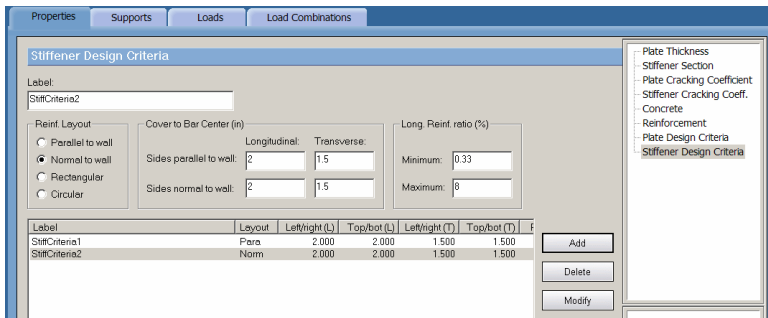 Properties Supports Loads Load Combinations
Stiffener Design Criteria
Label:
StiffCriteria2
Reinf. Layout
Parallel to wall
Normal to wall
Rectangular
Circular
Cover to Bar Center (in)
Longitudinal: Transverse:
Sides parallel to wall: 2 1.5
Sides normal to wall: 2 1.5
Long. Reinf. ratio (%)
Minimum: 0.33
Maximum: 8
Label Layout Left/right (L) Top/bot (L) Left/right (T) Top/bot (T)
StiffCriteria1 Para 2.000 2.000 1.500 1.500
StiffCriteria2 Norm 2.000 2.000 1.500 1.500
Add
Delete
Modify
Plate Thickness
Stiffener Section
Plate Cracking Coefficient
Stiffener Cracking Coeff.
Concrete
Reinforcement
Plate Design Criteria
Stiffener Design Criteria